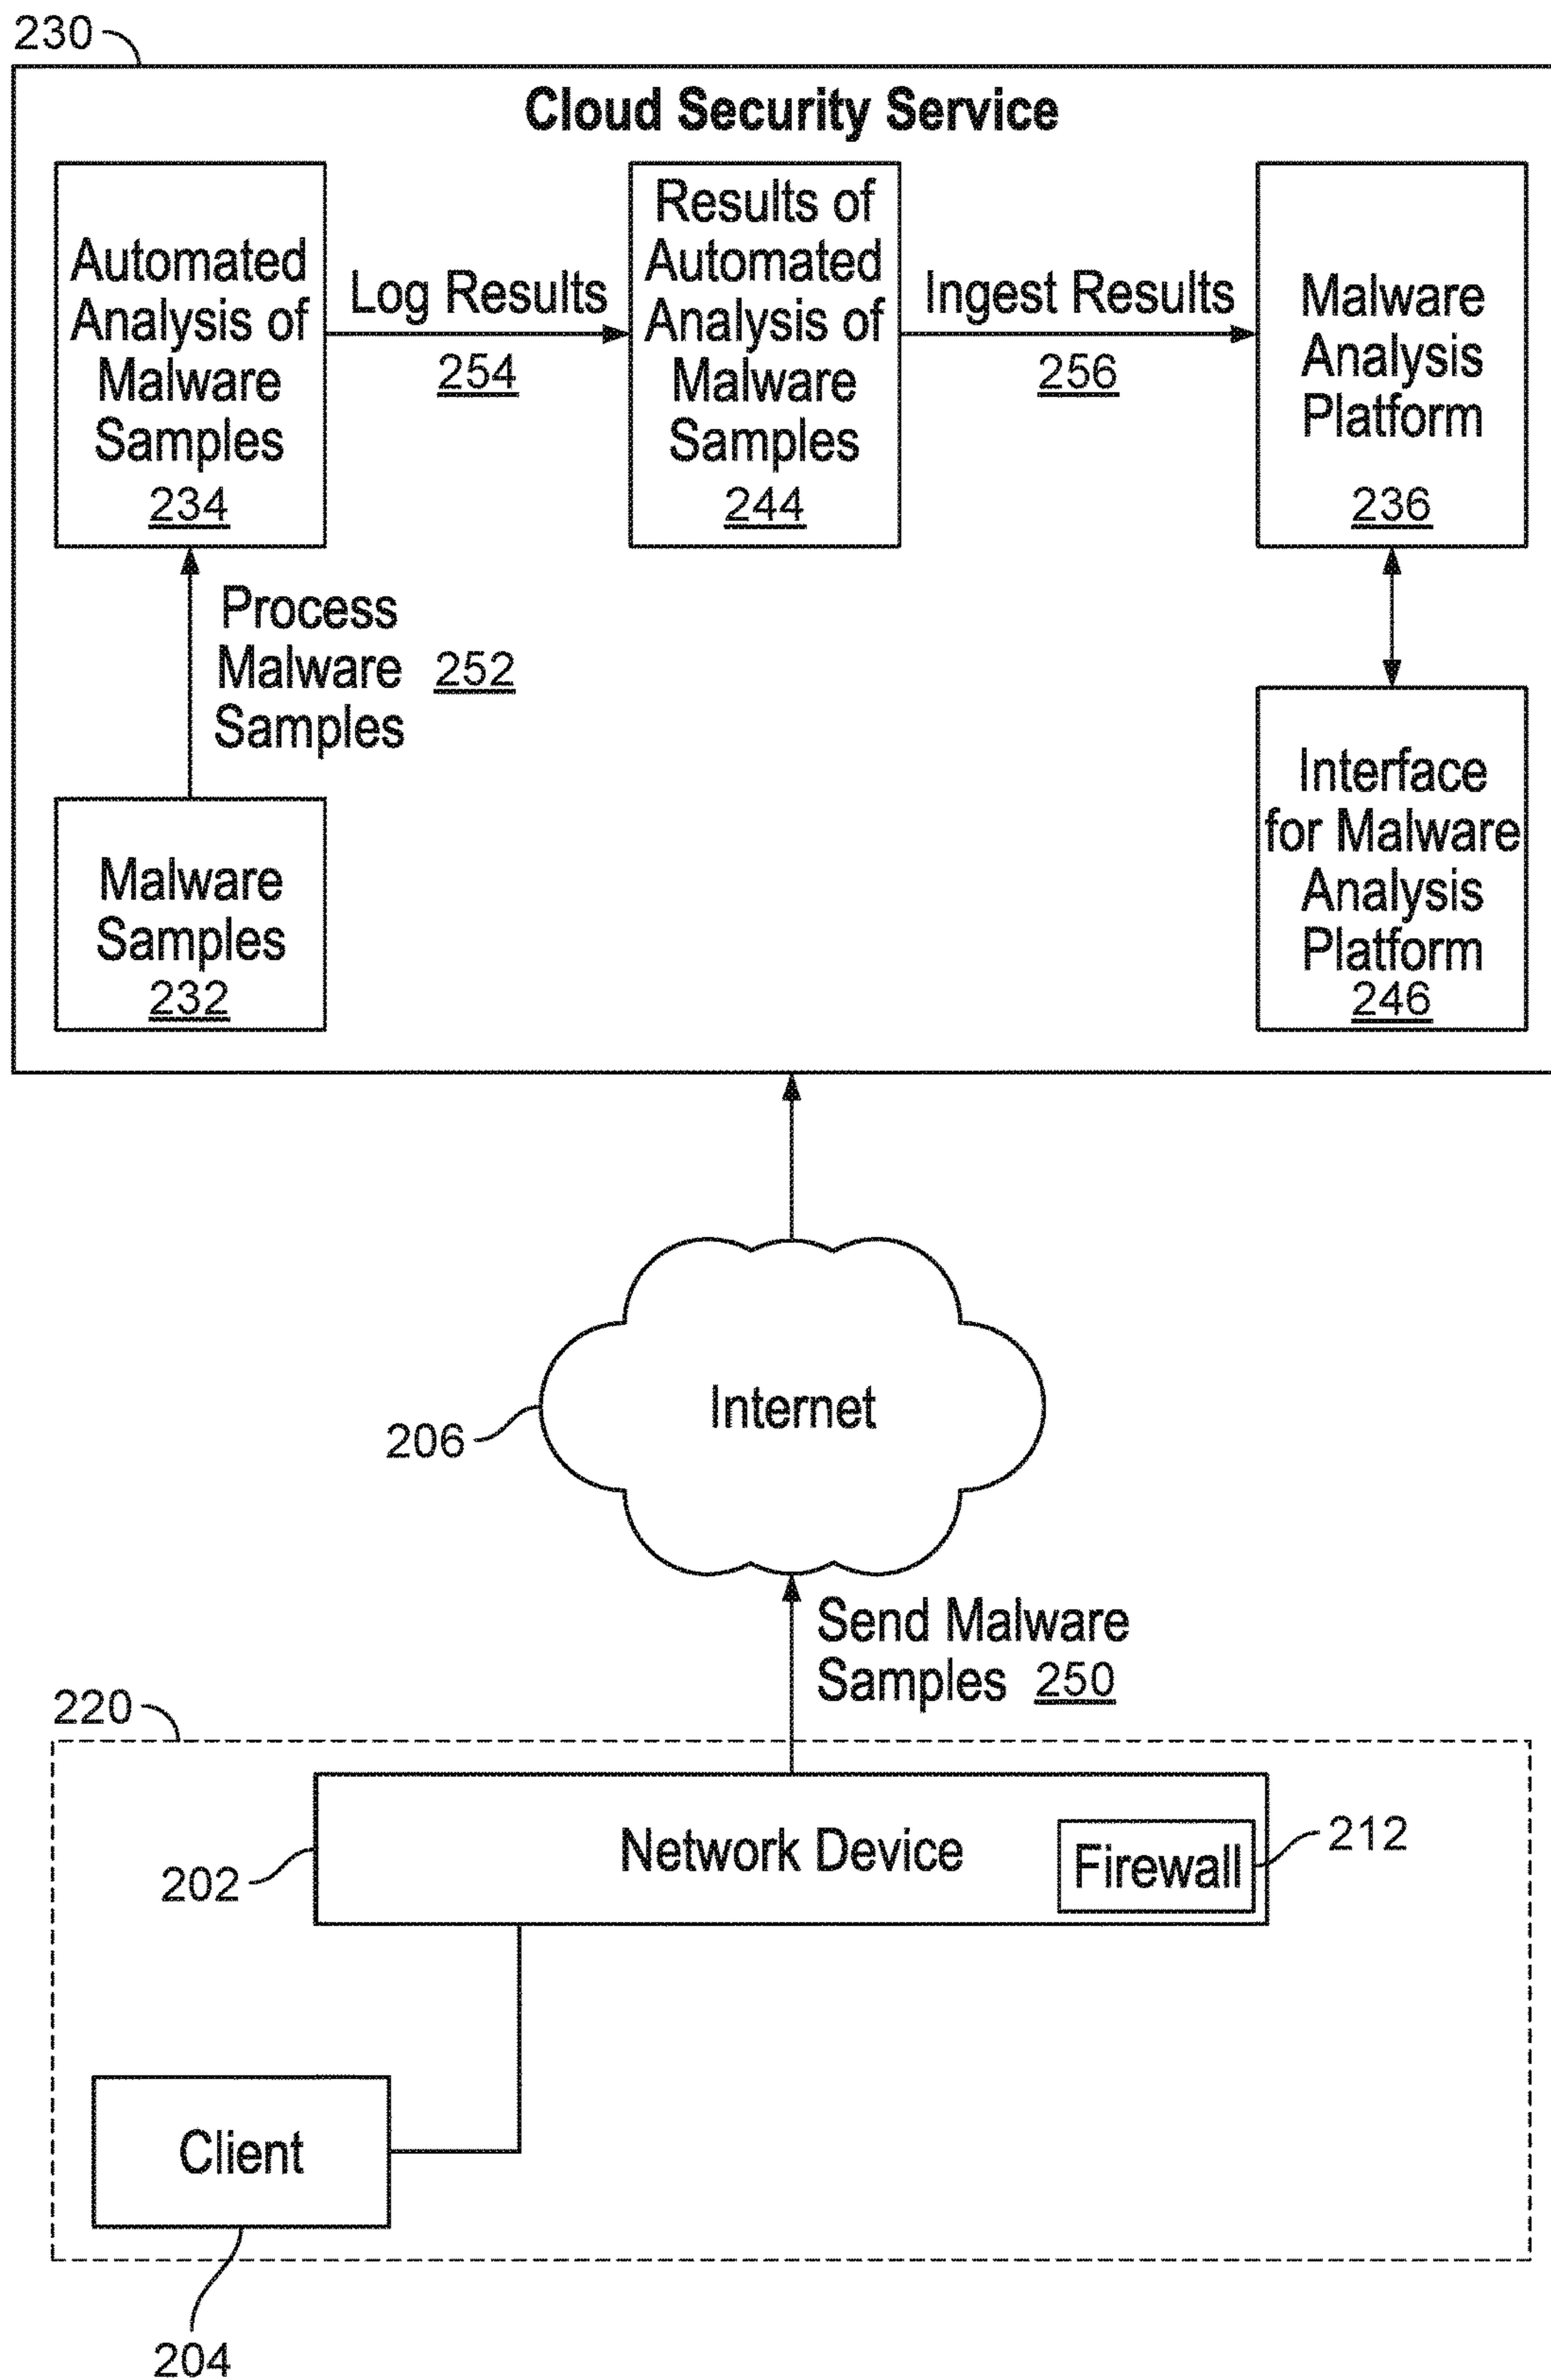 230
Cloud Security Service
Automated
Analysis of
Malware
Samples
234
Log Results
254
Results of
Automated
Analysis of
Malware
Samples
244
Ingest Results
256
Malware
Analysis
Platform
236
Process
Malware 252
Samples
Malware
Samples
232
Interface
for Malware
Analysis
Platform
246
Internet
206
Send Malware
Samples 250
220
Network Device
Firewall
212
202
Client
204